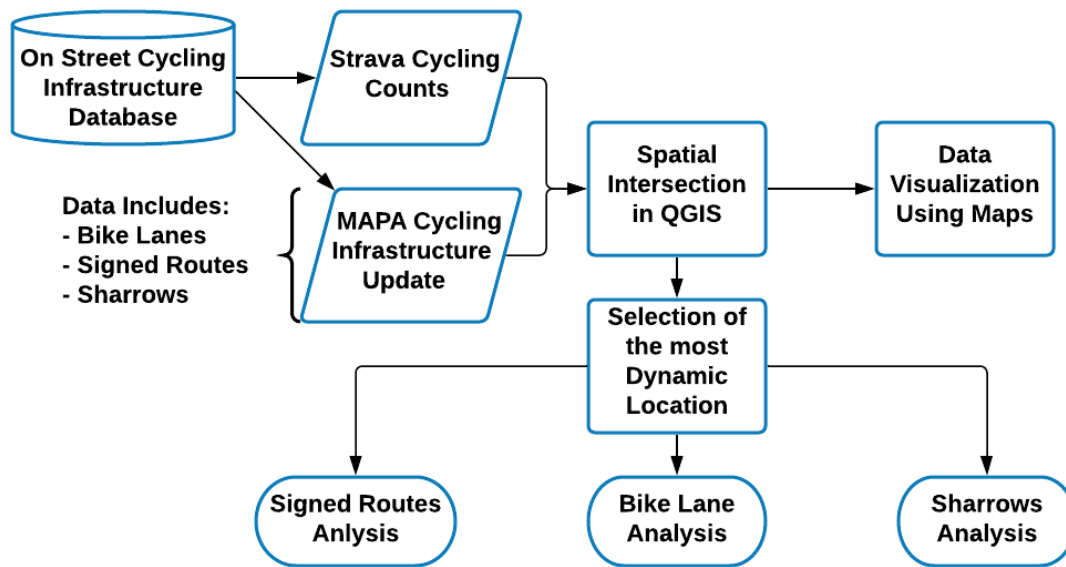 On Street Cycling
Infrastructure
Database
Strava Cycling
Counts
Data Includes:
- Bike Lanes
- Signed Routes
- Sharrows
MAPA Cycling
Infrastructure
Update
Spatial
Intersection
in QGIS
Data
Visualization
Using Maps
Selection of
the most
Dynamic
Location
Signed Routes
Anlysis
Bike Lane
Analysis
Sharrows
Analysis